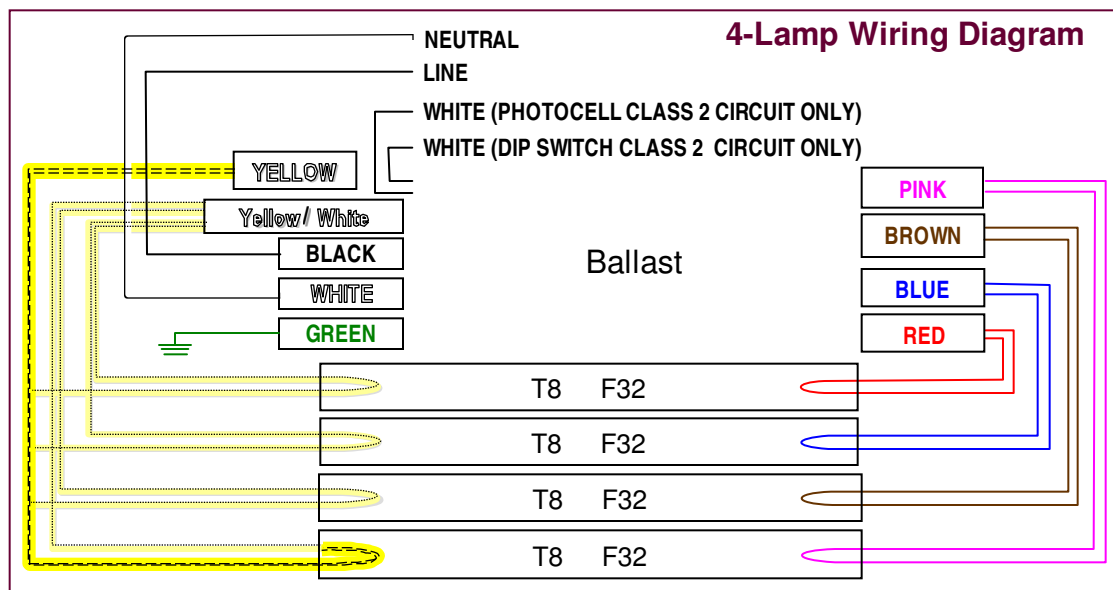 4-Lamp Wiring Diagram
NEUTRAL
LINE
WHITE (PHOTOCELL CLASS 2 CIRCUIT ONLY)
WHITE (DIP SWITCH CLASS 2 CIRCUIT ONLY)
YELLOW
Yellow/ White
BLACK
WHITE
GREEN
Ballast
PINK
BROWN
BLUE
RED
T8 F32
T8 F32
T8 F32
T8 F32